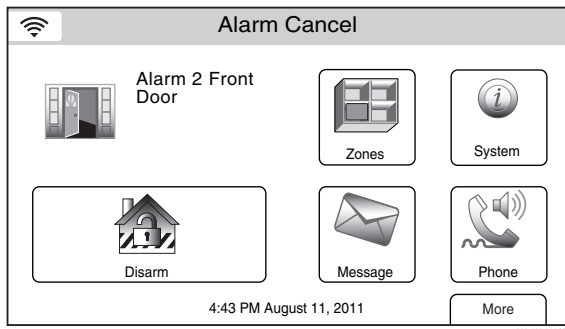 Alarm Cancel
Alarm 2 Front
Door
Zones
System
Disarm
Message
Phone
4:43 PM August 11, 2011
More